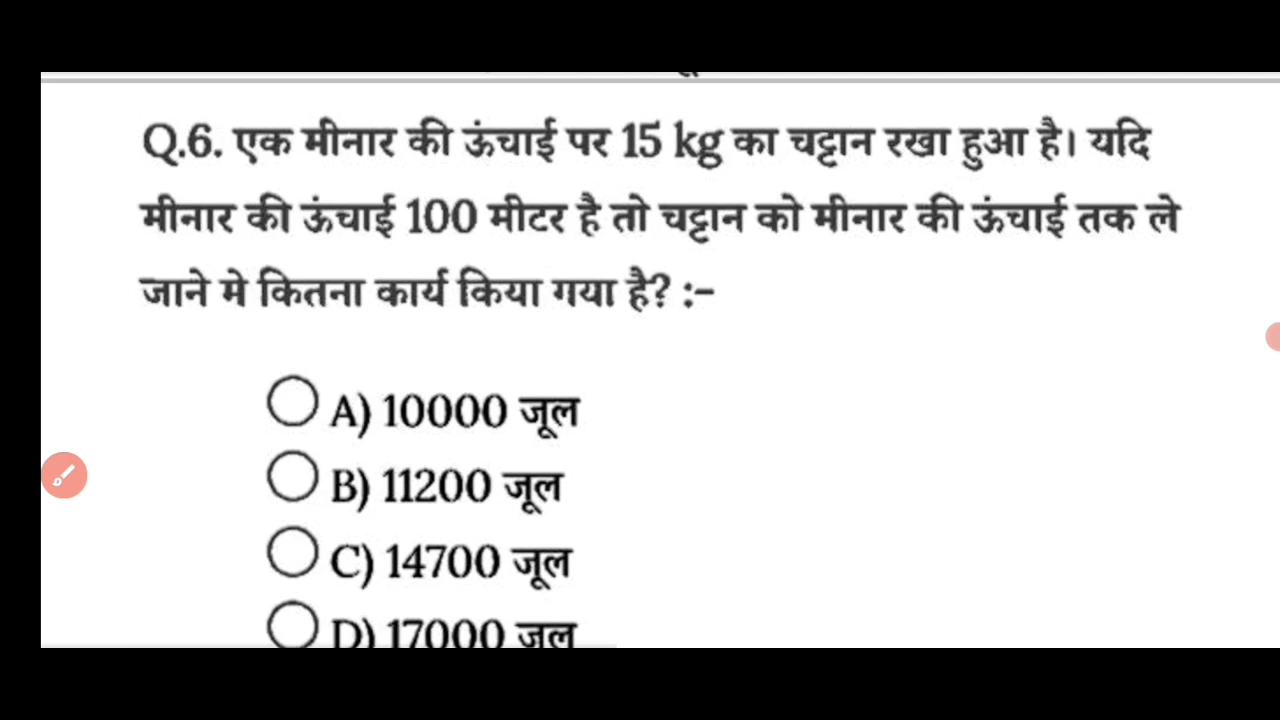 Q.6. एक मीनार की ऊंचाई पर 15 kg का चट्टान रखा हुआ है। यदि
मीनार की ऊंचाई 100 मीटर है तो चट्टान को मीनार की ऊंचाई तक ले
जाने मे कितना कार्य किया गया है? :-
A) 10000 जूल
B) 11200 जूल
C) 14700 जूल
D) 17000 जूल